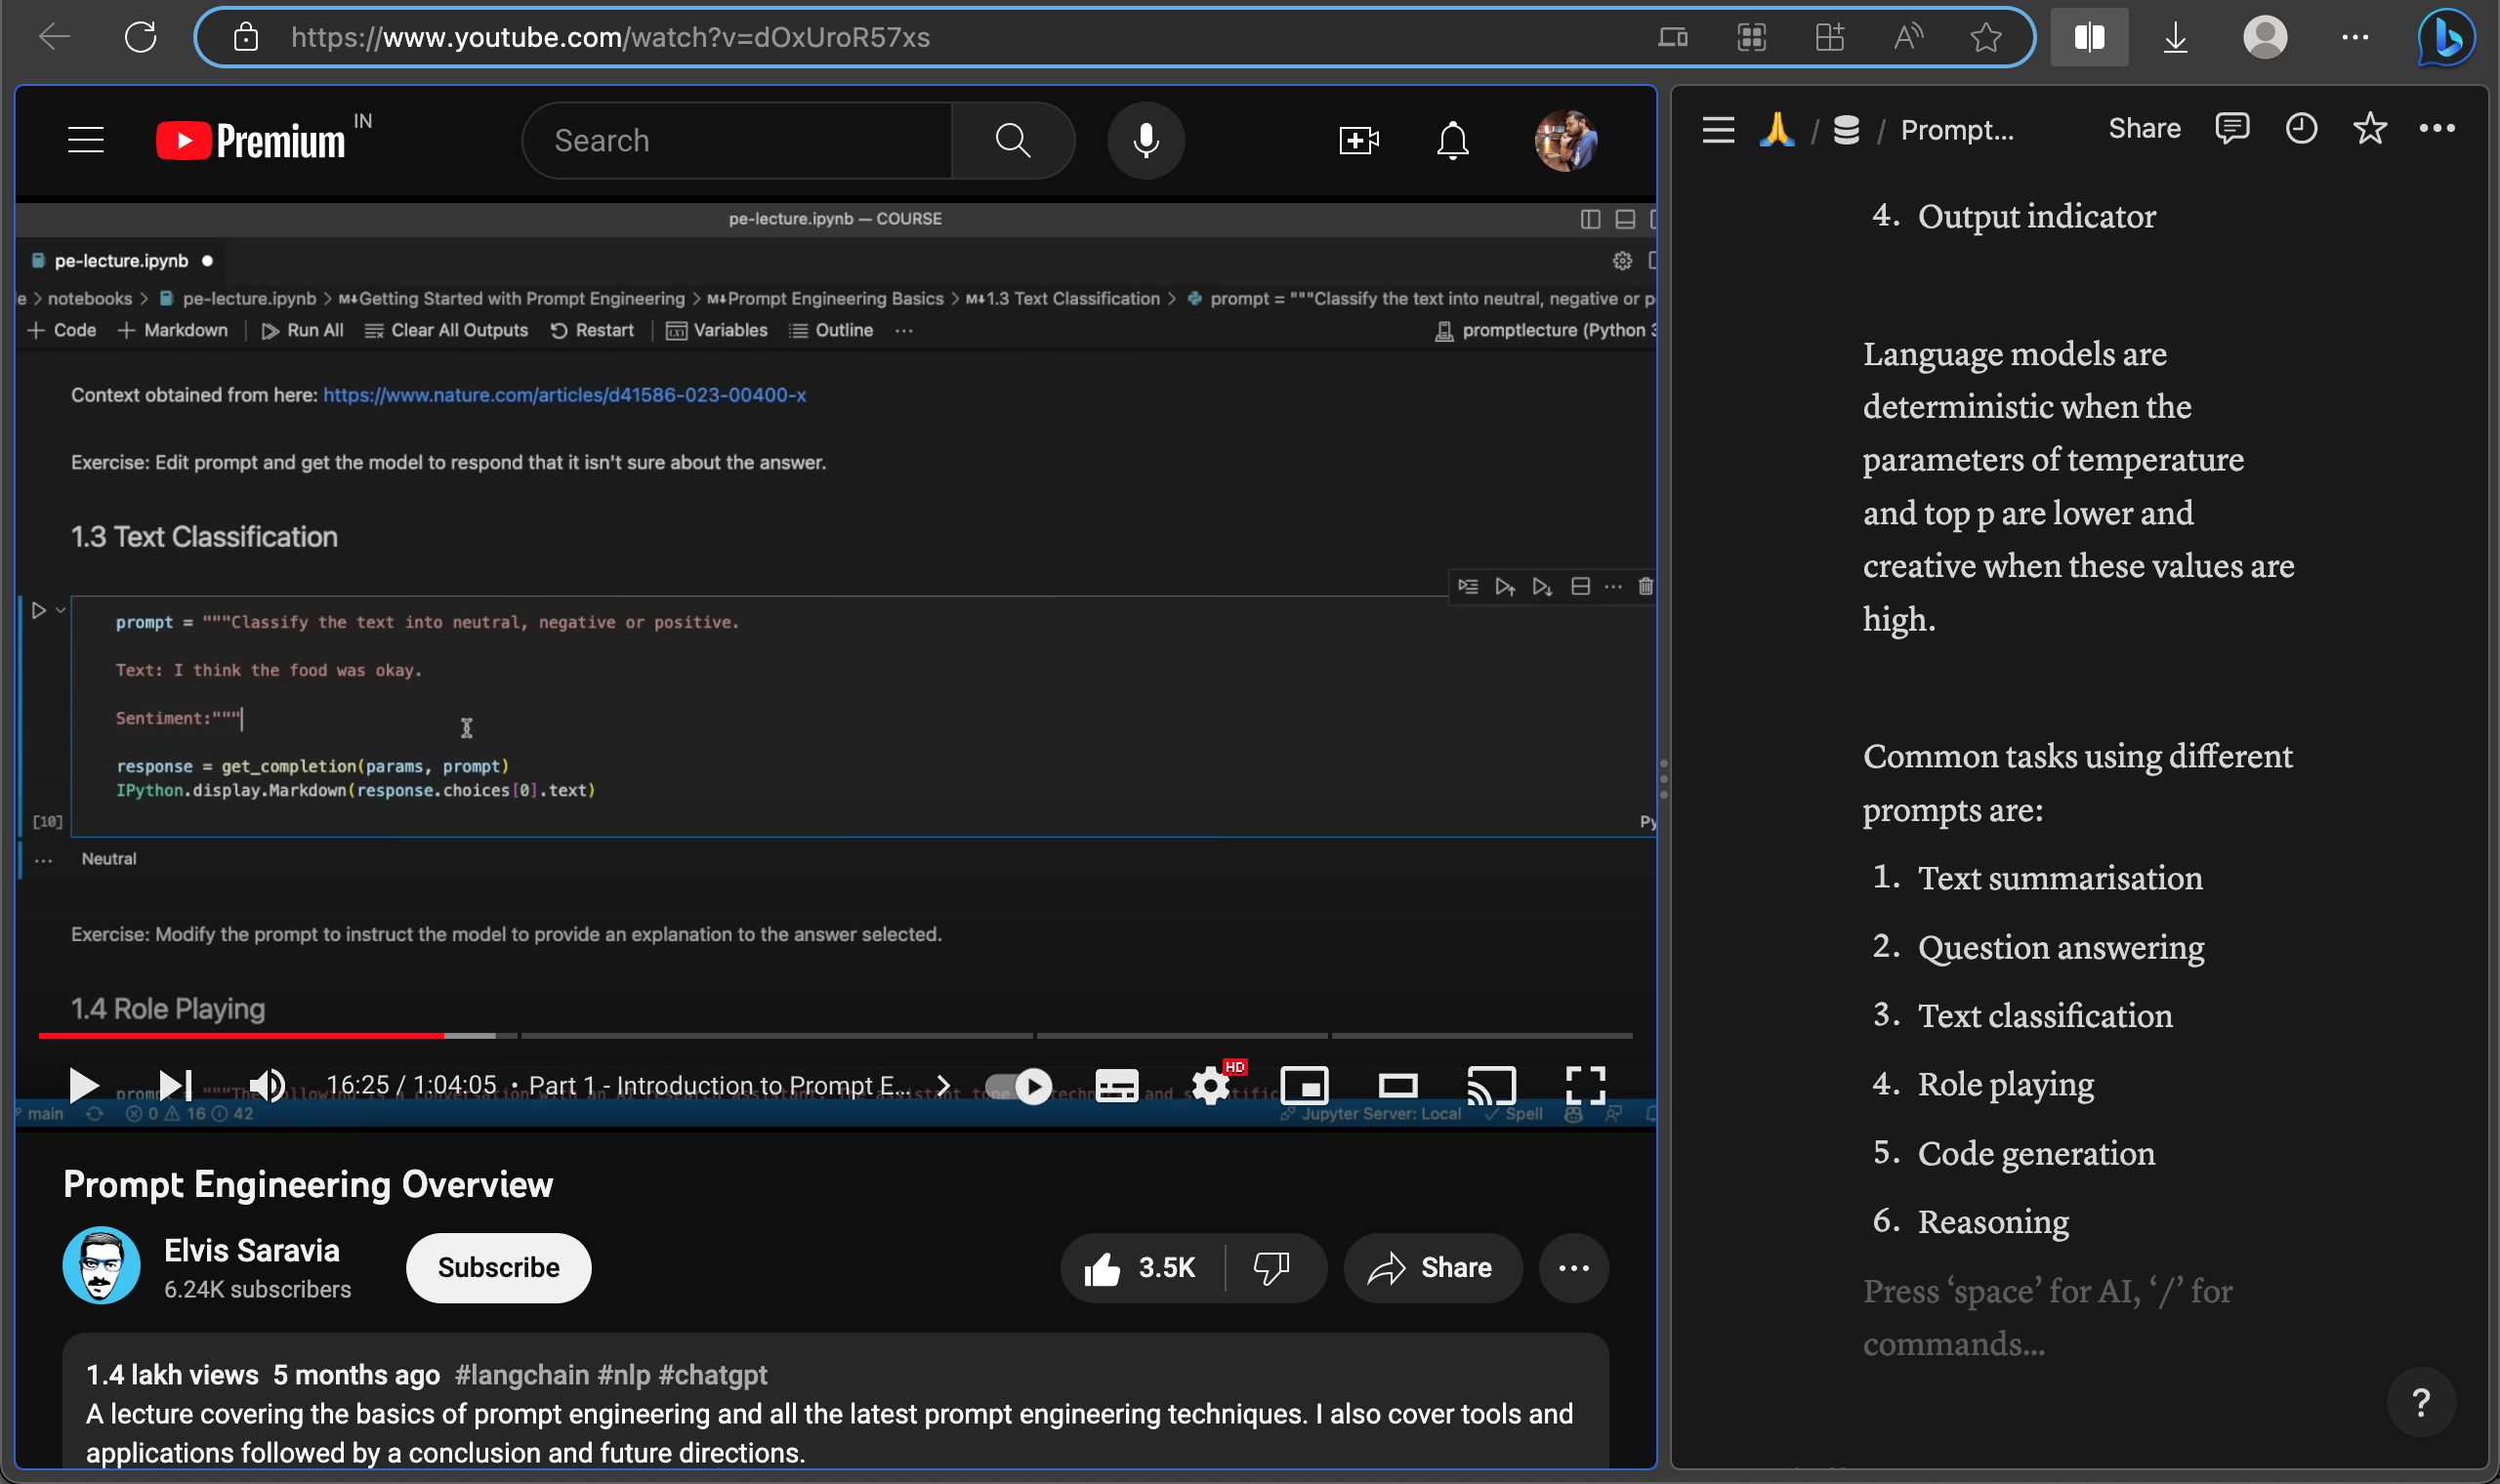 https://www.youtube.com/watch?v=dOxUroR57xs
Premium IN
Search
pe-lecture.ipynb — COURSE
pe-lecture.ipynb
e > notebooks > pe-lecture.ipynb > M↓Getting Started with Prompt Engineering > M↓Prompt Engineering Basics > M↓1.3 Text Classification > prompt = """Classify the text into neutral, negative or p
+ Code + Markdown | Run All Clear All Outputs Restart | Variables Outline ...
promptlecture (Python 3
Context obtained from here: https://www.nature.com/articles/d41586-023-00400-x
Exercise: Edit prompt and get the model to respond that it isn't sure about the answer.
1.3 Text Classification
prompt = """Classify the text into neutral, negative or positive.
Text: I think the food was okay.
Sentiment:"""
response = get_completion(params, prompt)
IPython.display.Markdown(response.choices[0].text)
[10]
Py
... Neutral
Exercise: Modify the prompt to instruct the model to provide an explanation to the answer selected.
1.4 Role Playing
16:25 / 1:04:05 • Part 1 - Introduction to Prompt E... >
HD
main 0 16 42
Jupyter Server: Local Spell
Prompt Engineering Overview
Elvis Saravia
6.24K subscribers
Subscribe
3.5K
Share
1.4 lakh views 5 months ago #langchain #nlp #chatgpt
A lecture covering the basics of prompt engineering and all the latest prompt engineering techniques. I also cover tools and
applications followed by a conclusion and future directions.
/ / Prompt... Share
4. Output indicator
Language models are
deterministic when the
parameters of temperature
and top p are lower and
creative when these values are
high.
Common tasks using different
prompts are:
1. Text summarisation
2. Question answering
3. Text classification
4. Role playing
5. Code generation
6. Reasoning
Press ‘space’ for AI, ‘/’ for
commands...
?